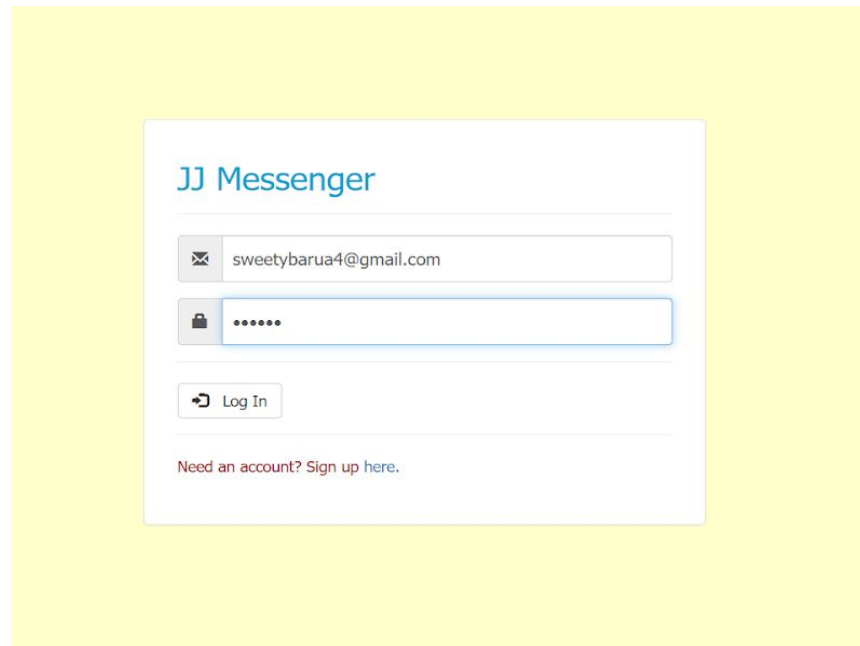 JJ Messenger
sweetybarua4@gmail.com
••••••
Log In
Need an account? Sign up here.